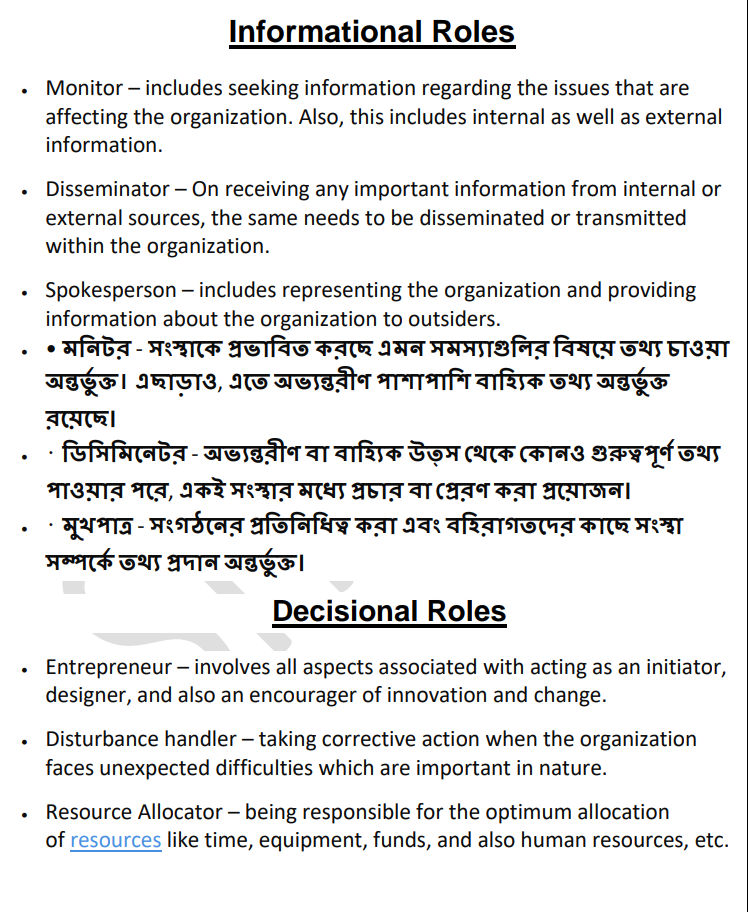 Informational Roles
• Monitor – includes seeking information regarding the issues that are
affecting the organization. Also, this includes internal as well as external
information.
• Disseminator – On receiving any important information from internal or
external sources, the same needs to be disseminated or transmitted
within the organization.
• Spokesperson – includes representing the organization and providing
information about the organization to outsiders.
• • মনিটর - সংস্থাকে প্রভাবিত করছে এমন সমস্যাগুলির বিষয়ে তথ্য চাওয়া
অন্তর্ভুক্ত। এছাড়াও, এতে অভ্যন্তরীণ পাশাপাশি বাহ্যিক তথ্য অন্তর্ভুক্ত
রয়েছে।
• · ডিসিমিনেটর - অভ্যন্তরীণ বা বাহ্যিক উত্স থেকে কোনও গুরুত্বপূর্ণ তথ্য
পাওয়ার পরে, একই সংস্থার মধ্যে প্রচার বা প্রেরণ করা প্রয়োজন।
• · মুখপাত্র - সংগঠনের প্রতিনিধিত্ব করা এবং বহিরাগতদের কাছে সংস্থা
সম্পর্কে তথ্য প্রদান অন্তর্ভুক্ত।
Decisional Roles
• Entrepreneur – involves all aspects associated with acting as an initiator,
designer, and also an encourager of innovation and change.
• Disturbance handler – taking corrective action when the organization
faces unexpected difficulties which are important in nature.
• Resource Allocator – being responsible for the optimum allocation
of resources like time, equipment, funds, and also human resources, etc.